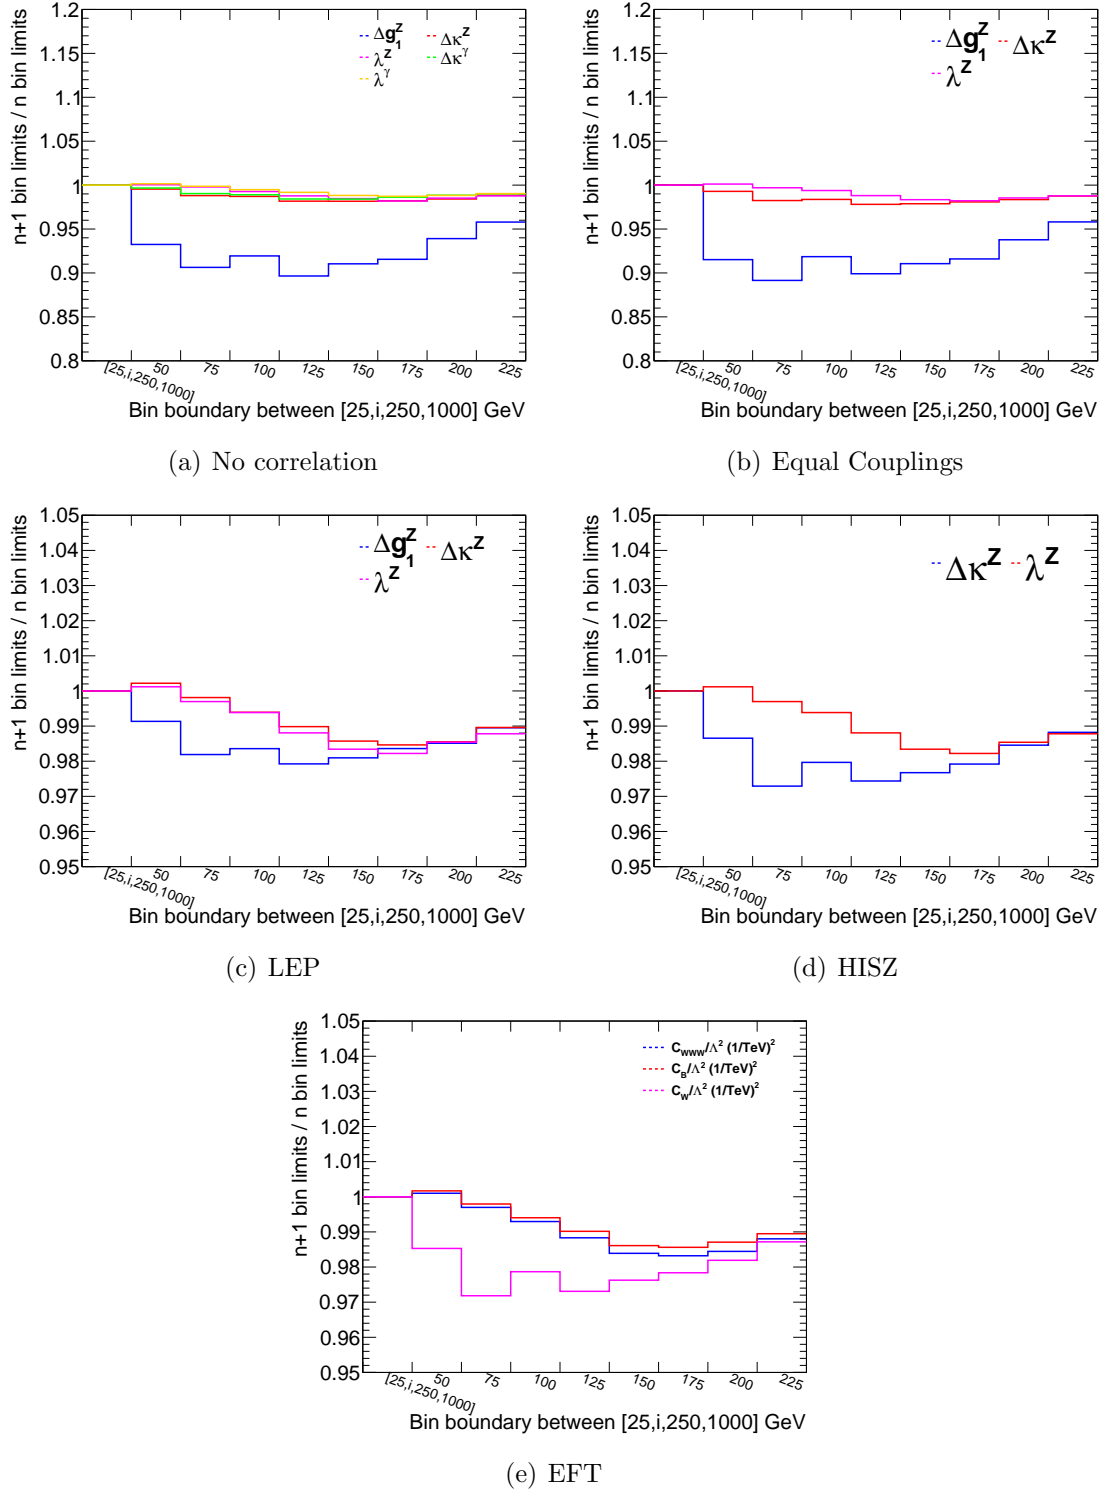 n+1 bin limits / n bin limits
1.2
1.15
1.1
1.05
1
0.95
0.9
0.85
0.8
Δg₁ᶻ Δκᶻ
λᶻ Δκᵞ
λᵞ
[25,i,250,1000] 50 75 100 125 175 200 225
Bin boundary between [25,i,250,1000] GeV
(a) No correlation
n+1 bin limits / n bin limits
1.2
1.15
1.1
1.05
1
0.95
0.9
0.85
0.8
Δg₁ᶻ Δκᶻ
λᶻ
[25,i,250,1000] 50 75 100 125 175 200 225
Bin boundary between [25,i,250,1000] GeV
(b) Equal Couplings
n+1 bin limits / n bin limits
1.05
1.04
1.03
1.02
1.01
1
0.99
0.98
0.97
0.96
0.95
Δg₁ᶻ Δκᶻ
λᶻ
[25,i,250,1000] 50 75 100 125 175 200 225
Bin boundary between [25,i,250,1000] GeV
(c) LEP
n+1 bin limits / n bin limits
1.05
1.04
1.03
1.02
1.01
1
0.99
0.98
0.97
0.96
0.95
Δκᶻ λᶻ
[25,i,250,1000] 50 75 100 125 175 200 225
Bin boundary between [25,i,250,1000] GeV
(d) HISZ
n+1 bin limits / n bin limits
1.05
1.04
1.03
1.02
1.01
1
0.99
0.98
0.97
0.96
0.95
C_WWW/Λ² (1/TeV)²
C_B/Λ² (1/TeV)²
C_W/Λ² (1/TeV)²
[25,i,250,1000] 50 75 100 125 175 200 225
Bin boundary between [25,i,250,1000] GeV
(e) EFT